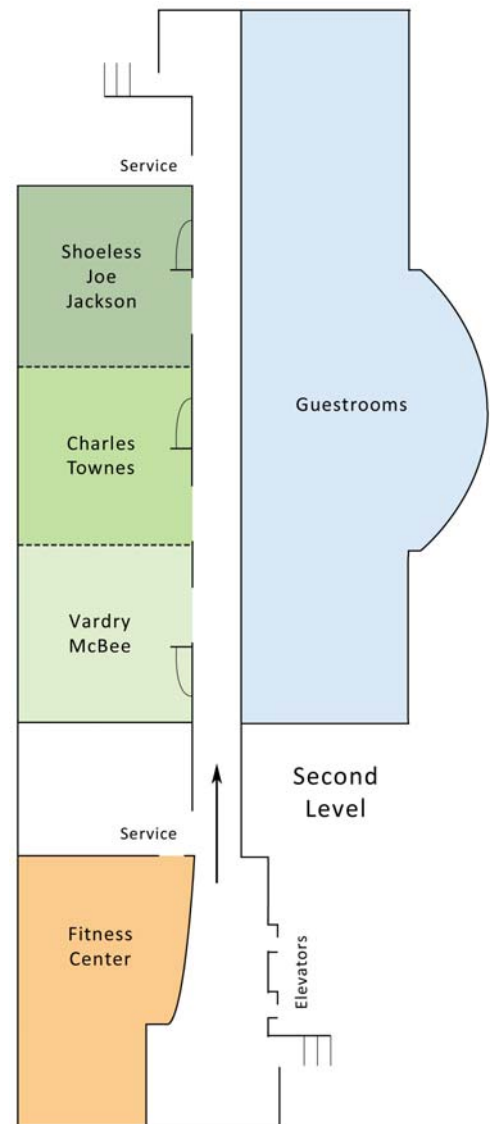 Service
Shoeless
Joe
Jackson
Guestrooms
Charles
Townes
Vardry
McBee
Second
Level
Service
Fitness
Center
Elevators